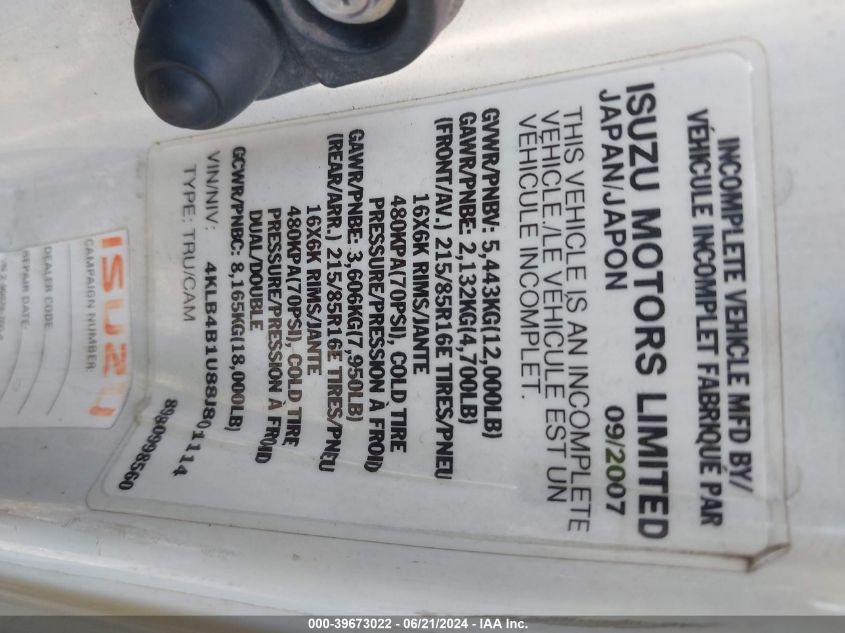 INCOMPLETE VEHICLE MFD BY/
VÉHICULE INCOMPLET FABRIQUÉ PAR
ISUZU MOTORS LIMITED
JAPAN/JAPON 09/2007
THIS VEHICLE IS AN INCOMPLETE
VEHICLE./LE VÉHICULE EST UN
VÉHICULE INCOMPLET.
GVWR/PNBV: 5,443KG(12,000LB)
GAWR/PNBE: 2,132KG(4,700LB)
(FRONT/AV.) 215/85R16E TIRES/PNEU
16X6K RIMS/JANTE
480KPA(70PSI), COLD TIRE
PRESSURE/PRESSION À FROID
GAWR/PNBE: 3,606KG(7,950LB)
(REAR/ARR.) 215/85R16E TIRES/PNEU
16X6K RIMS/JANTE
480KPA(70PSI), COLD TIRE
PRESSURE/PRESSION À FROID
DUAL/DOUBLE
GCWR/PNBC: 8,165KG(18,000LB)
VIN/NIV: 4KLB4B1U88J801114
TYPE: TRU/CAM
8980998560
ISUZU
CAMPAIGN NUMBER:
DEALER CODE:
REPAIR DATE:
000-39673022 - 06/21/2024 - IAA Inc.